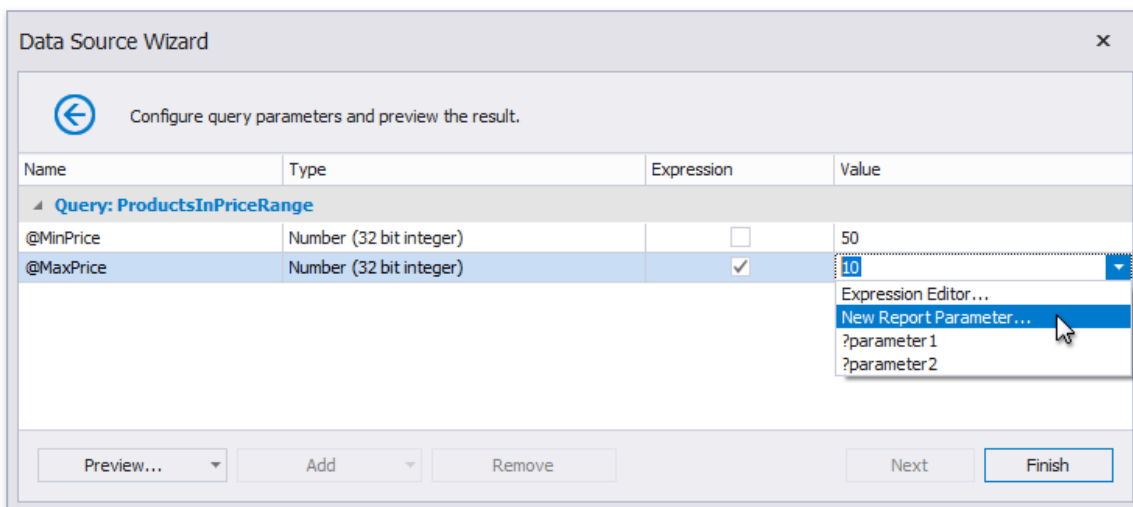 Data Source Wizard
Configure query parameters and preview the result.
Name Type Expression Value
Query: ProductsInPriceRange
@MinPrice Number (32 bit integer) 50
@MaxPrice Number (32 bit integer) 10
Expression Editor...
New Report Parameter...
?parameter1
?parameter2
Preview... Add Remove Next Finish